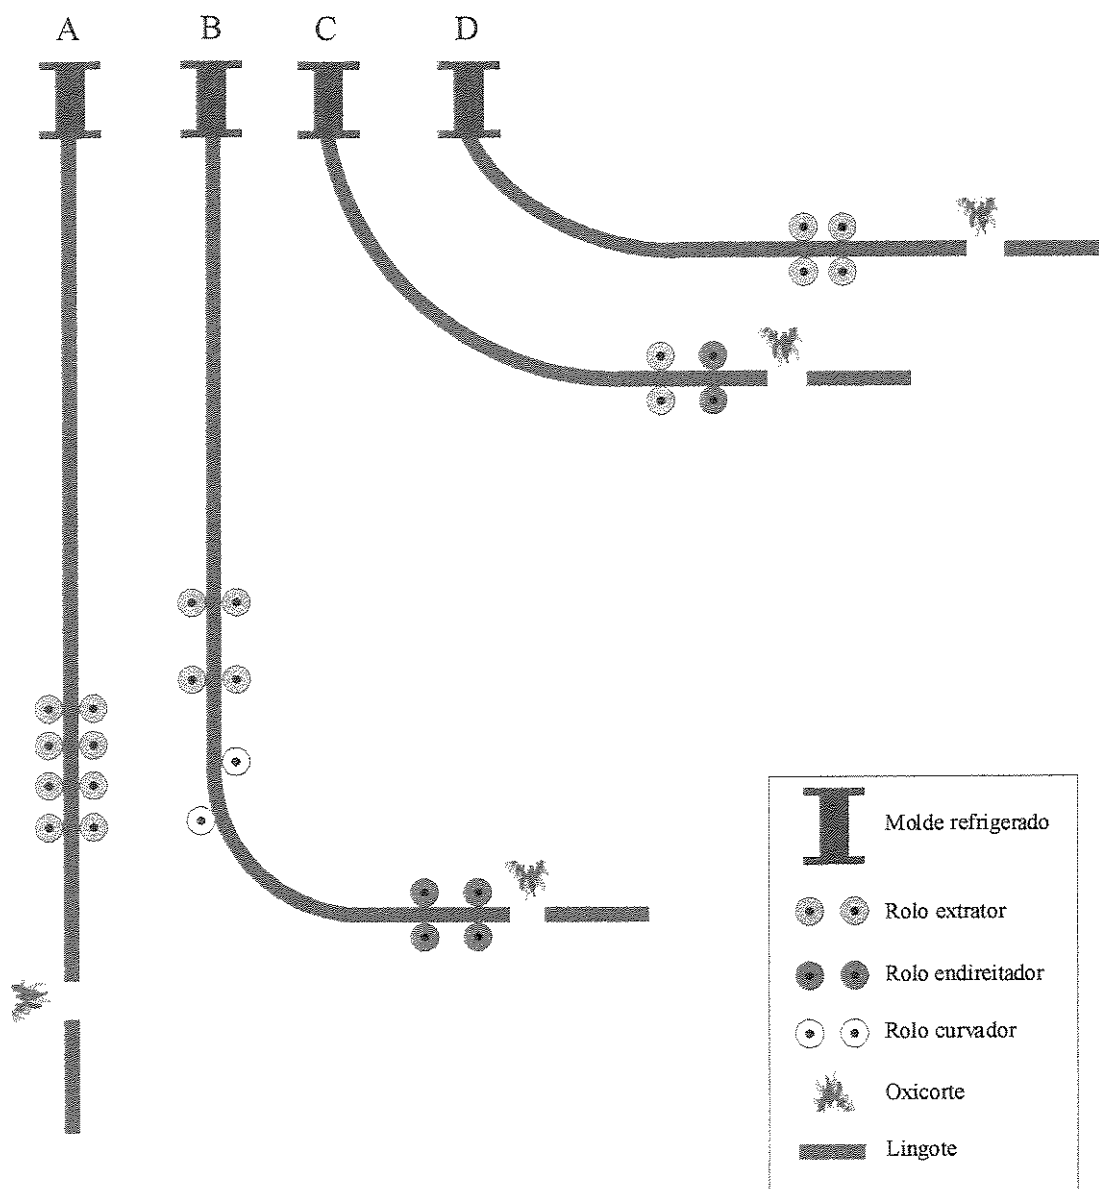 A B C D
Molde refrigerado
Rolo extrator
Rolo endireitador
Rolo curvador
Oxicorte
Lingote